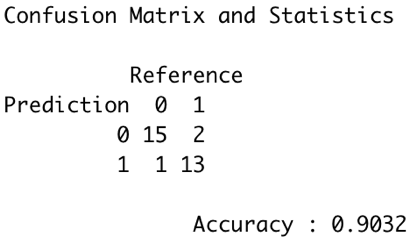 Confusion Matrix and Statistics
Reference
Prediction 0 1
0 15 2
1 1 13
Accuracy : 0.9032